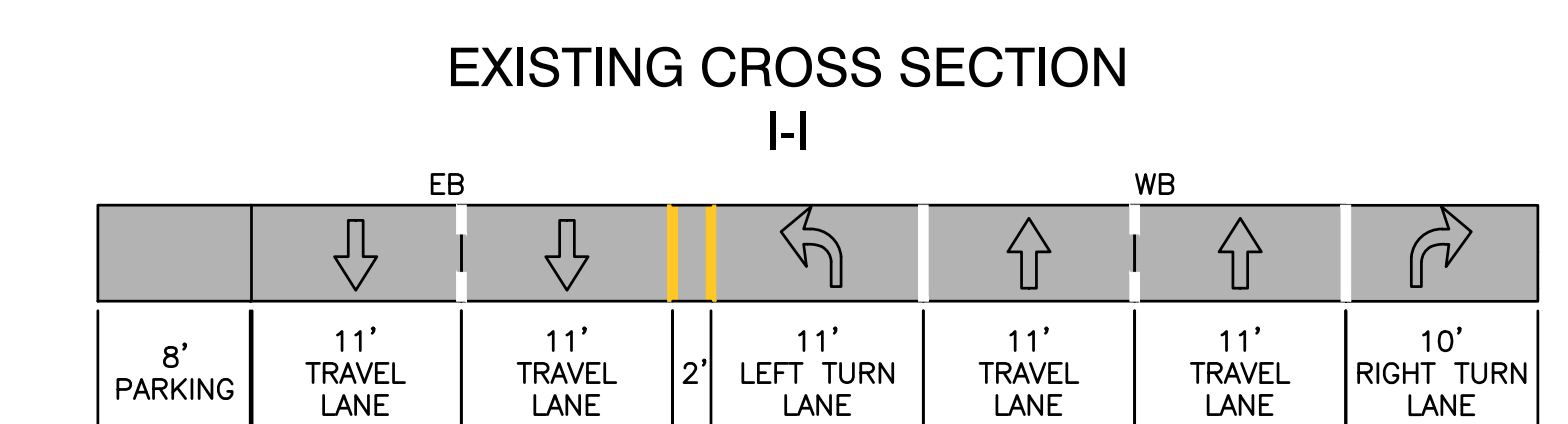 EXISTING CROSS SECTION
I-I
EB
WB
8'
PARKING
11'
TRAVEL
LANE
11'
TRAVEL
LANE
2'
11'
LEFT TURN
LANE
11'
TRAVEL
LANE
11'
TRAVEL
LANE
10'
RIGHT TURN
LANE